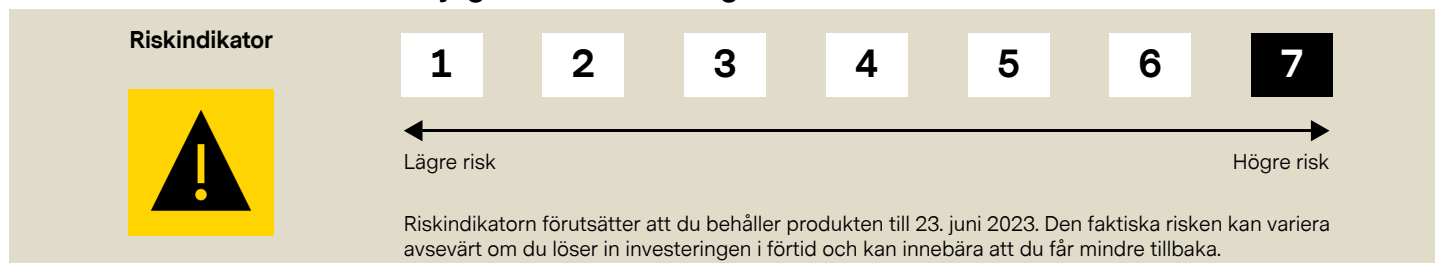 Riskindikator
1 2 3 4 5 6 7
Lägre risk Högre risk
Riskindikatorn förutsätter att du behåller produkten till 23. juni 2023. Den faktiska risken kan variera
avsevärt om du löser in investeringen i förtid och kan innebära att du får mindre tillbaka.